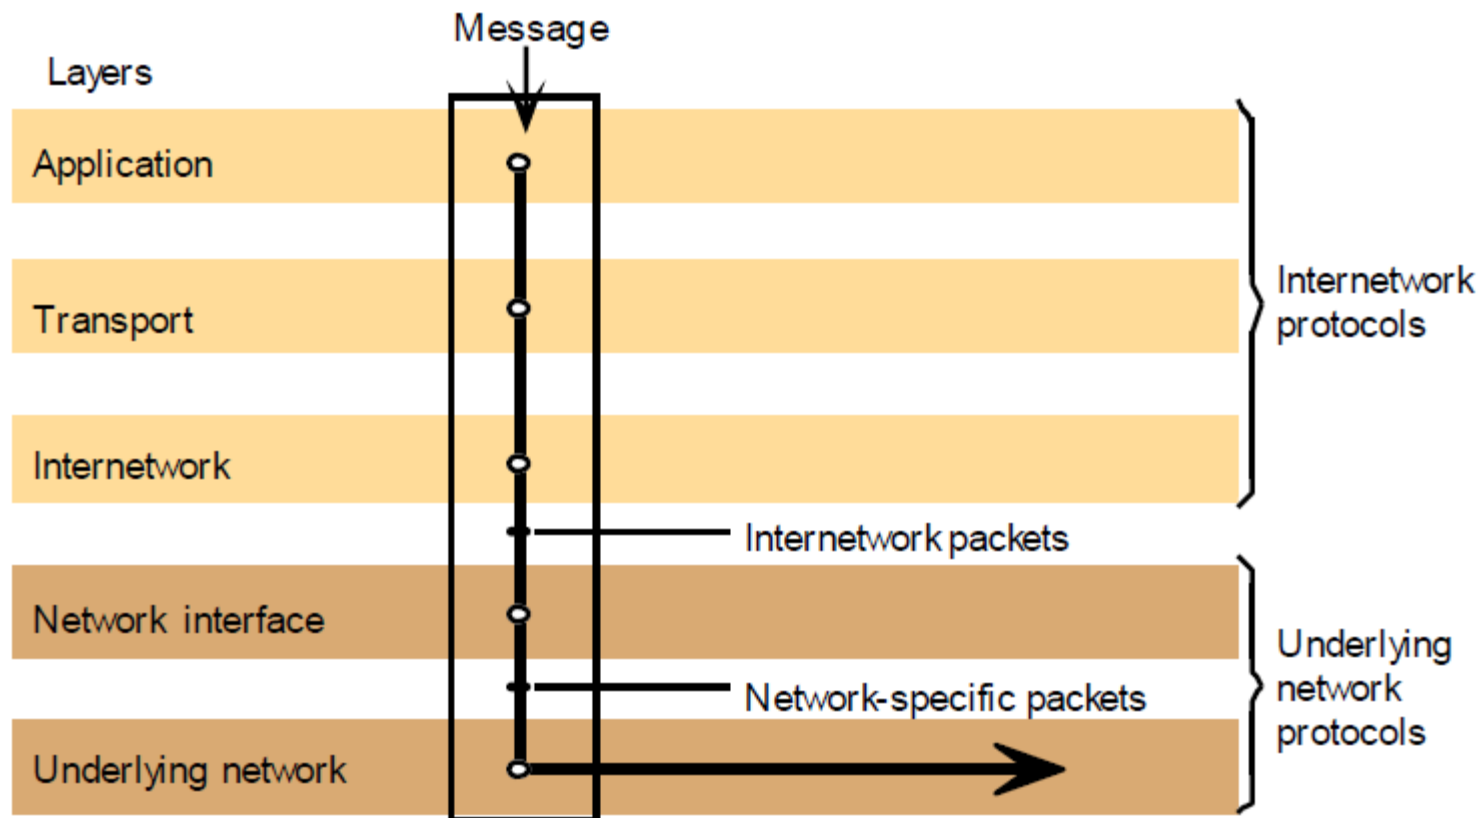 Message
Layers
Application
Transport
Internetwork
protocols
Internetwork
Internetwork packets
Network interface
Underlying
network
protocols
Network-specific packets
Underlying network